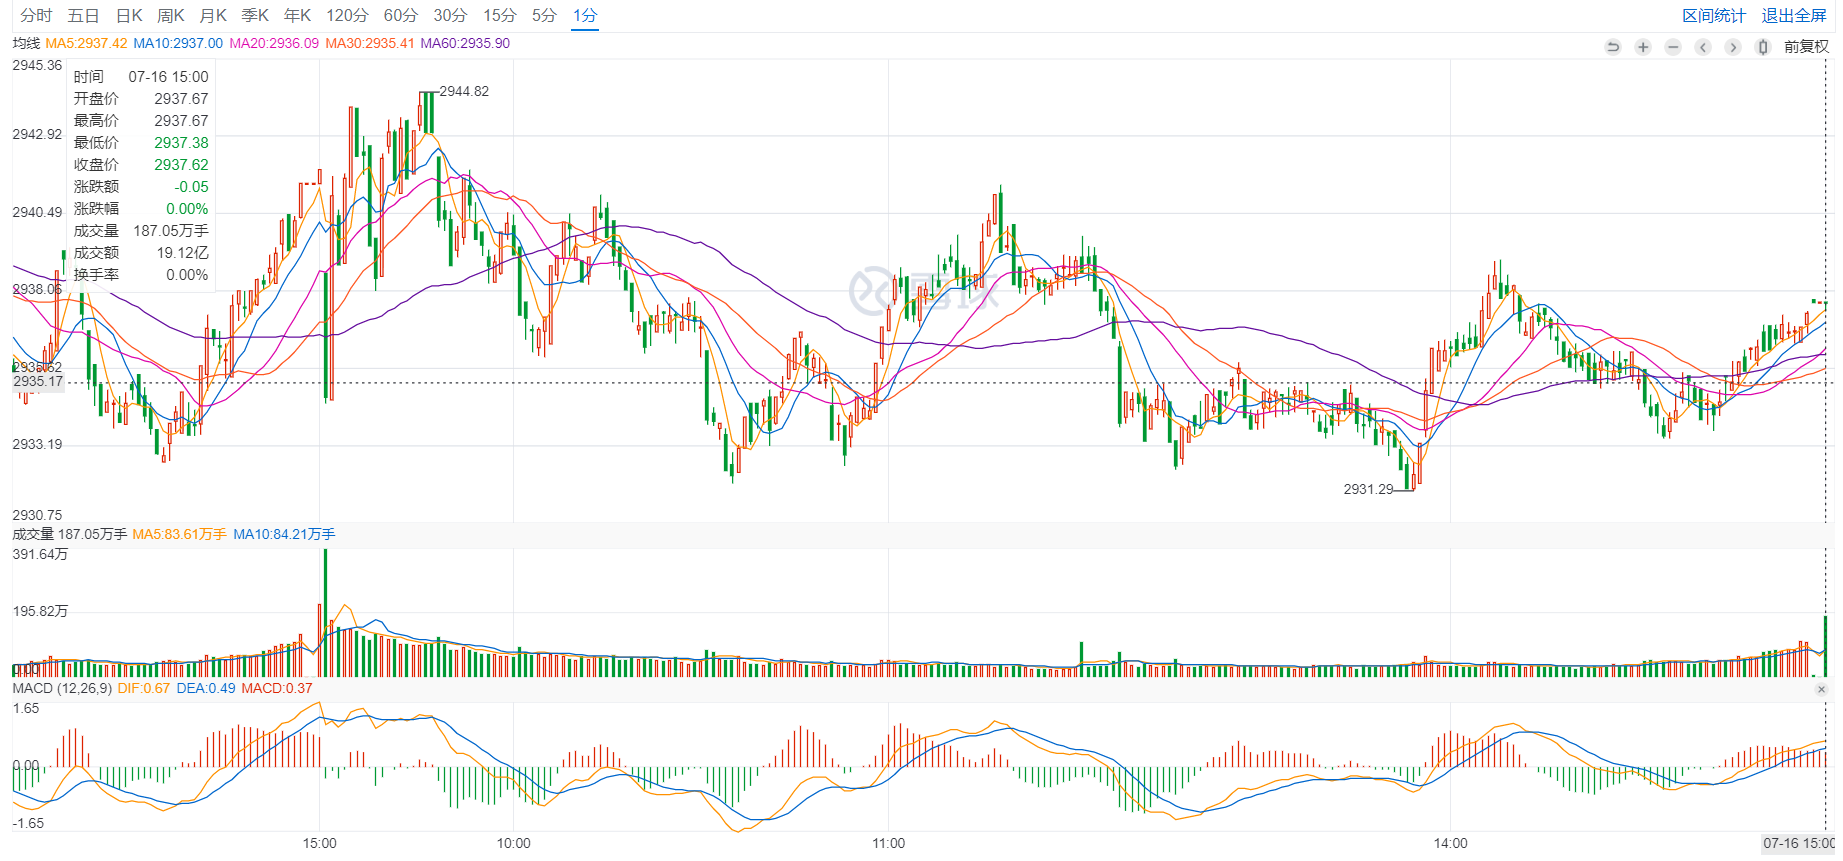 分时 五日 日K 周K 月K 季K 年K 120分 60分 30分 15分 5分 1分 区间统计 退出全屏
均线 MA5:2937.42 MA10:2937.00 MA20:2936.09 MA30:2935.41 MA60:2935.90 前复权
2945.36
时间 07-16 15:00
开盘价 2937.67
最高价 2937.67
最低价 2937.38
收盘价 2937.62
涨跌额 -0.05
涨跌幅 0.00%
成交量 187.05万手
成交额 19.12亿
换手率 0.00%
2944.82
2942.92
2940.49
2938.06
2935.62
2935.17
2933.19
2931.29
2930.75
成交量 187.05万手 MA5:83.61万手 MA10:84.21万手
391.64万
195.82万
0.00
MACD (12,26,9) DIF:0.67 DEA:0.49 MACD:0.37
1.65
0.00
-1.65
15:00 10:00 11:00 14:00 07-16 15:00